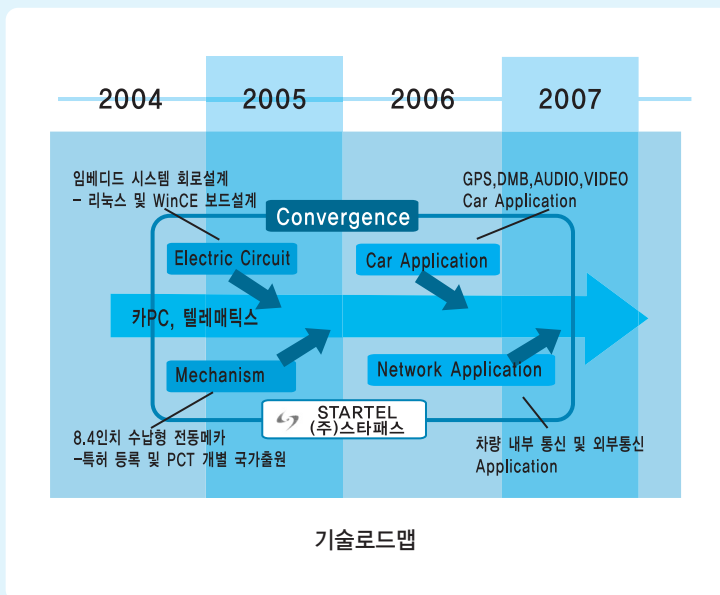 2004 2005 2006 2007
임베디드 시스템 회로설계
- 리눅스 및 WinCE 보드설계
GPS,DMB,AUDIO,VIDEO
Car Application
Convergence
Electric Circuit
Car Application
카PC, 텔레매틱스
Mechanism
Network Application
STARTEL
(주)스타패스
8.4인치 수납형 전동메카
-특허 등록 및 PCT 개별 국가출원
차량 내부 통신 및 외부통신
Application
기술로드맵